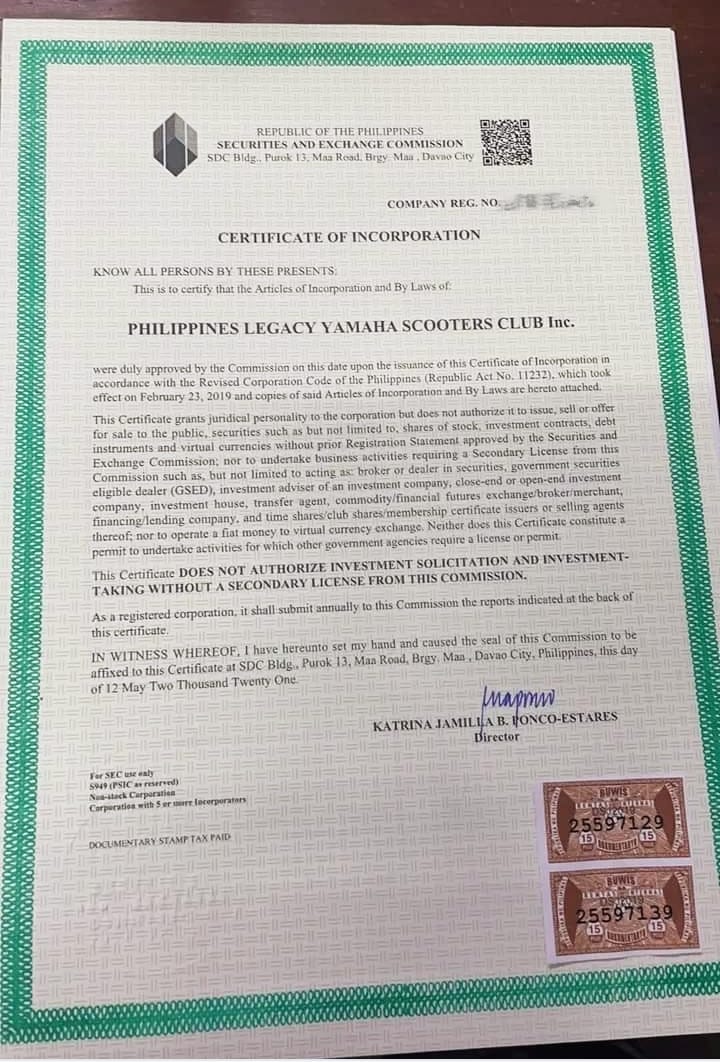 REPUBLIC OF THE PHILIPPINES
SECURITIES AND EXCHANGE COMMISSION
SDC Bldg., Purok 13, Maa Road, Brgy. Maa , Davao City
COMPANY REG. NO.
CERTIFICATE OF INCORPORATION
KNOW ALL PERSONS BY THESE PRESENTS:
This is to certify that the Articles of Incorporation and By Laws of:
PHILIPPINES LEGACY YAMAHA SCOOTERS CLUB Inc.
were duly approved by the Commission on this date upon the issuance of this Certificate of Incorporation in
accordance with the Revised Corporation Code of the Philippines (Republic Act No. 11232), which took
effect on February 23, 2019 and copies of said Articles of Incorporation and By Laws are hereto attached.
This Certificate grants juridical personality to the corporation but does not authorize it to issue, sell or offer
for sale to the public, securities such as but not limited to, shares of stock, investment contracts, debt
instruments and virtual currencies without prior Registration Statement approved by the Securities and
Exchange Commission; nor to undertake business activities requiring a Secondary License from this
Commission such as, but not limited to acting as: broker or dealer in securities, government securities
eligible dealer (GSED), investment adviser of an investment company, close-end or open-end investment
company, investment house, transfer agent, commodity/financial futures exchange/broker/merchant,
financing/lending company, and time shares/club shares/membership certificate issuers or selling agents
thereof; nor to operate a fiat money to virtual currency exchange. Neither does this Certificate constitute a
permit to undertake activities for which other government agencies require a license or permit.
This Certificate DOES NOT AUTHORIZE INVESTMENT SOLICITATION AND INVESTMENT-
TAKING WITHOUT A SECONDARY LICENSE FROM THIS COMMISSION.
As a registered corporation, it shall submit annually to this Commission the reports indicated at the back of
this certificate.
IN WITNESS WHEREOF, I have hereunto set my hand and caused the seal of this Commission to be
affixed to this Certificate at SDC Bldg., Purok 13, Maa Road, Brgy. Maa , Davao City, Philippines, this day
of 12 May Two Thousand Twenty One.
KATRINA JAMILLA B. PONCO-ESTARES
Director
For SEC use only
S949 (PSIC as reserved)
Non-stock Corporation
Corporation with 5 or more Incorporators
DOCUMENTARY STAMP TAX PAID
BUWIS
RENTAS INTERNAL
25597129
15 15
DOKUMENTARYO
BUWIS
RENTAS INTERNAL
25597139
15 15
DOKUMENTARYO